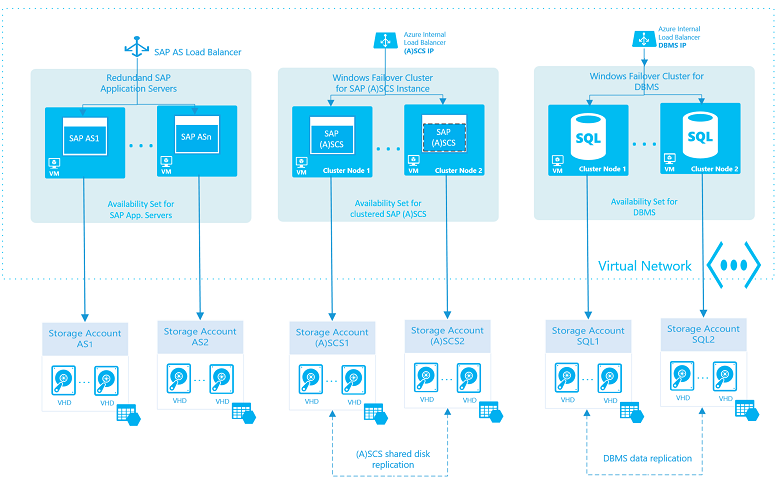 SAP AS Load Balancer
Azure Internal
Load Balancer
(A)SCS IP
Azure Internal
Load Balancer
DBMS IP
Redundand SAP
Application Servers
Windows Failover Cluster
for SAP (A)SCS Instance
Windows Failover Cluster for
DBMS
SAP AS1
VM
SAP ASn
VM
SAP
(A)SCS
VM
Cluster Node 1
SAP
(A)SCS
VM
Cluster Node 2
SQL
VM
Cluster Node 1
SQL
VM
Cluster Node 2
Availability Set for
SAP App. Servers
Availability Set for
clustered SAP (A)SCS
Availability Set for
DBMS
Virtual Network
Storage Account
AS1
VHD
VHD
Storage Account
AS2
VHD
VHD
Storage Account
(A)SCS1
VHD
VHD
Storage Account
(A)SCS2
VHD
VHD
Storage Account
SQL1
VHD
VHD
Storage Account
SQL2
VHD
VHD
(A)SCS shared disk
replication
DBMS data replication